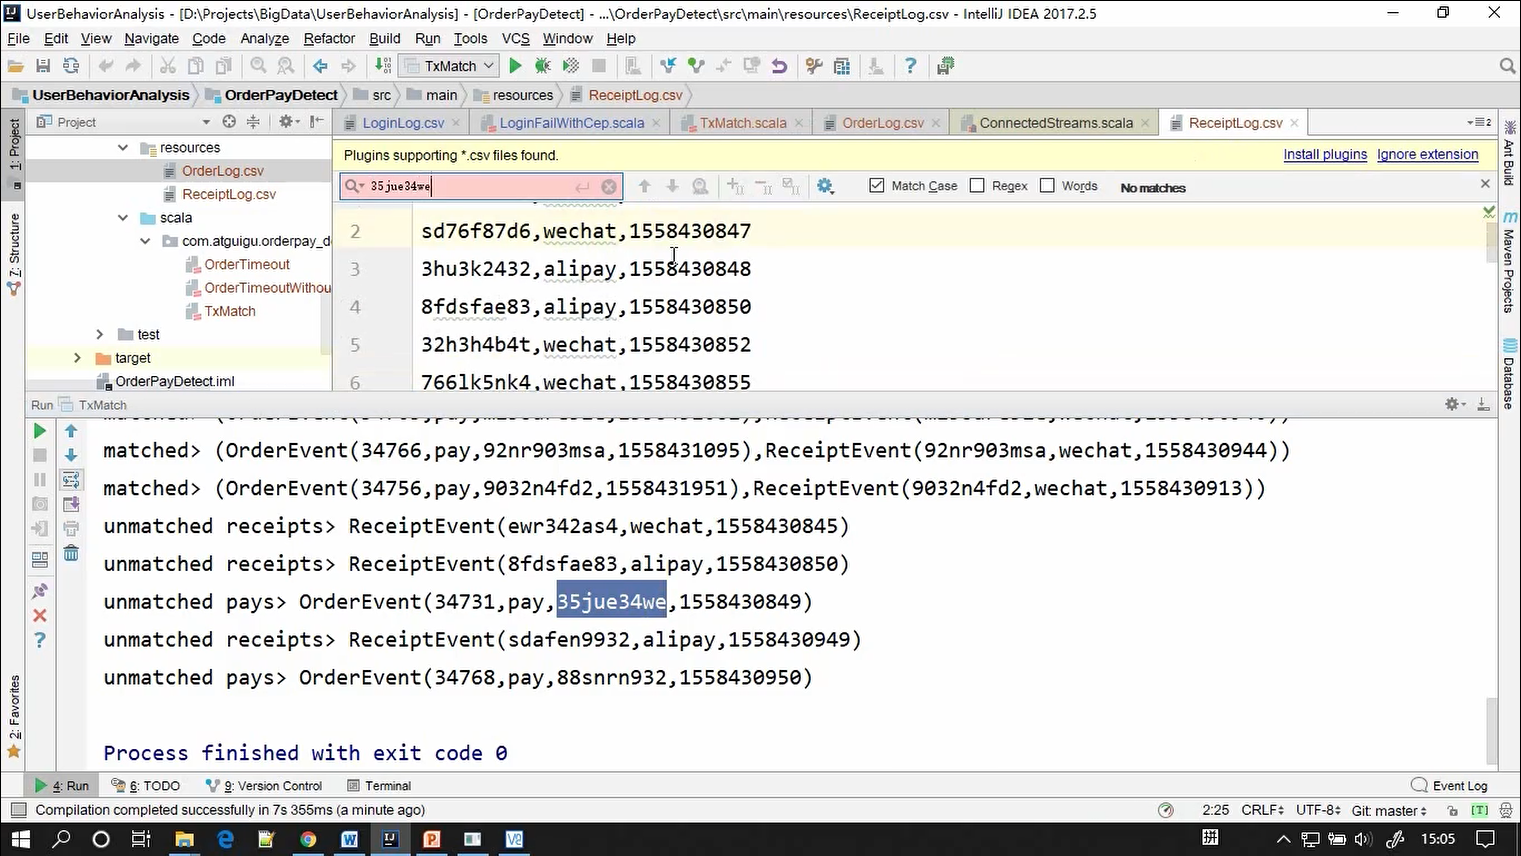 UserBehaviorAnalysis - [D:\Projects\BigData\UserBehaviorAnalysis] - [OrderPayDetect] - ...\OrderPayDetect\src\main\resources\ReceiptLog.csv - IntelliJ IDEA 2017.2.5
File Edit View Navigate Code Analyze Refactor Build Run Tools VCS Window Help
TxMatch
UserBehaviorAnalysis OrderPayDetect src main resources ReceiptLog.csv
Project LoginLog.csv LoginFailWithCep.scala TxMatch.scala OrderLog.csv ConnectedStreams.scala ReceiptLog.csv 2
1: Project
7: Structure
2: Favorites
resources
OrderLog.csv
ReceiptLog.csv
scala
com.atguigu.orderpay_d
OrderTimeout
OrderTimeoutWithou
TxMatch
test
target
OrderPayDetect.iml
Plugins supporting *.csv files found. Install plugins Ignore extension
35jue34we Match Case Regex Words No matches
2 sd76f87d6,wechat,1558430847
3 3hu3k2432,alipay,1558430848
4 8fdsfae83,alipay,1558430850
5 32h3h4b4t,wechat,1558430852
6 766lk5nk4,wechat,1558430855
Ant Build
Maven Projects
Database
Run TxMatch
matched> (OrderEvent(34766,pay,92nr903msa,1558431095),ReceiptEvent(92nr903msa,wechat,1558430944))
matched> (OrderEvent(34756,pay,9032n4fd2,1558431951),ReceiptEvent(9032n4fd2,wechat,1558430913))
unmatched receipts> ReceiptEvent(ewr342as4,wechat,1558430845)
unmatched receipts> ReceiptEvent(8fdsfae83,alipay,1558430850)
unmatched pays> OrderEvent(34731,pay,35jue34we,1558430849)
unmatched receipts> ReceiptEvent(sdafen9932,alipay,1558430949)
unmatched pays> OrderEvent(34768,pay,88snrn932,1558430950)
Process finished with exit code 0
4: Run 6: TODO 9: Version Control Terminal Event Log
Compilation completed successfully in 7s 355ms (a minute ago) 2:25 CRLF UTF-8 Git: master [T]
拼 15:05